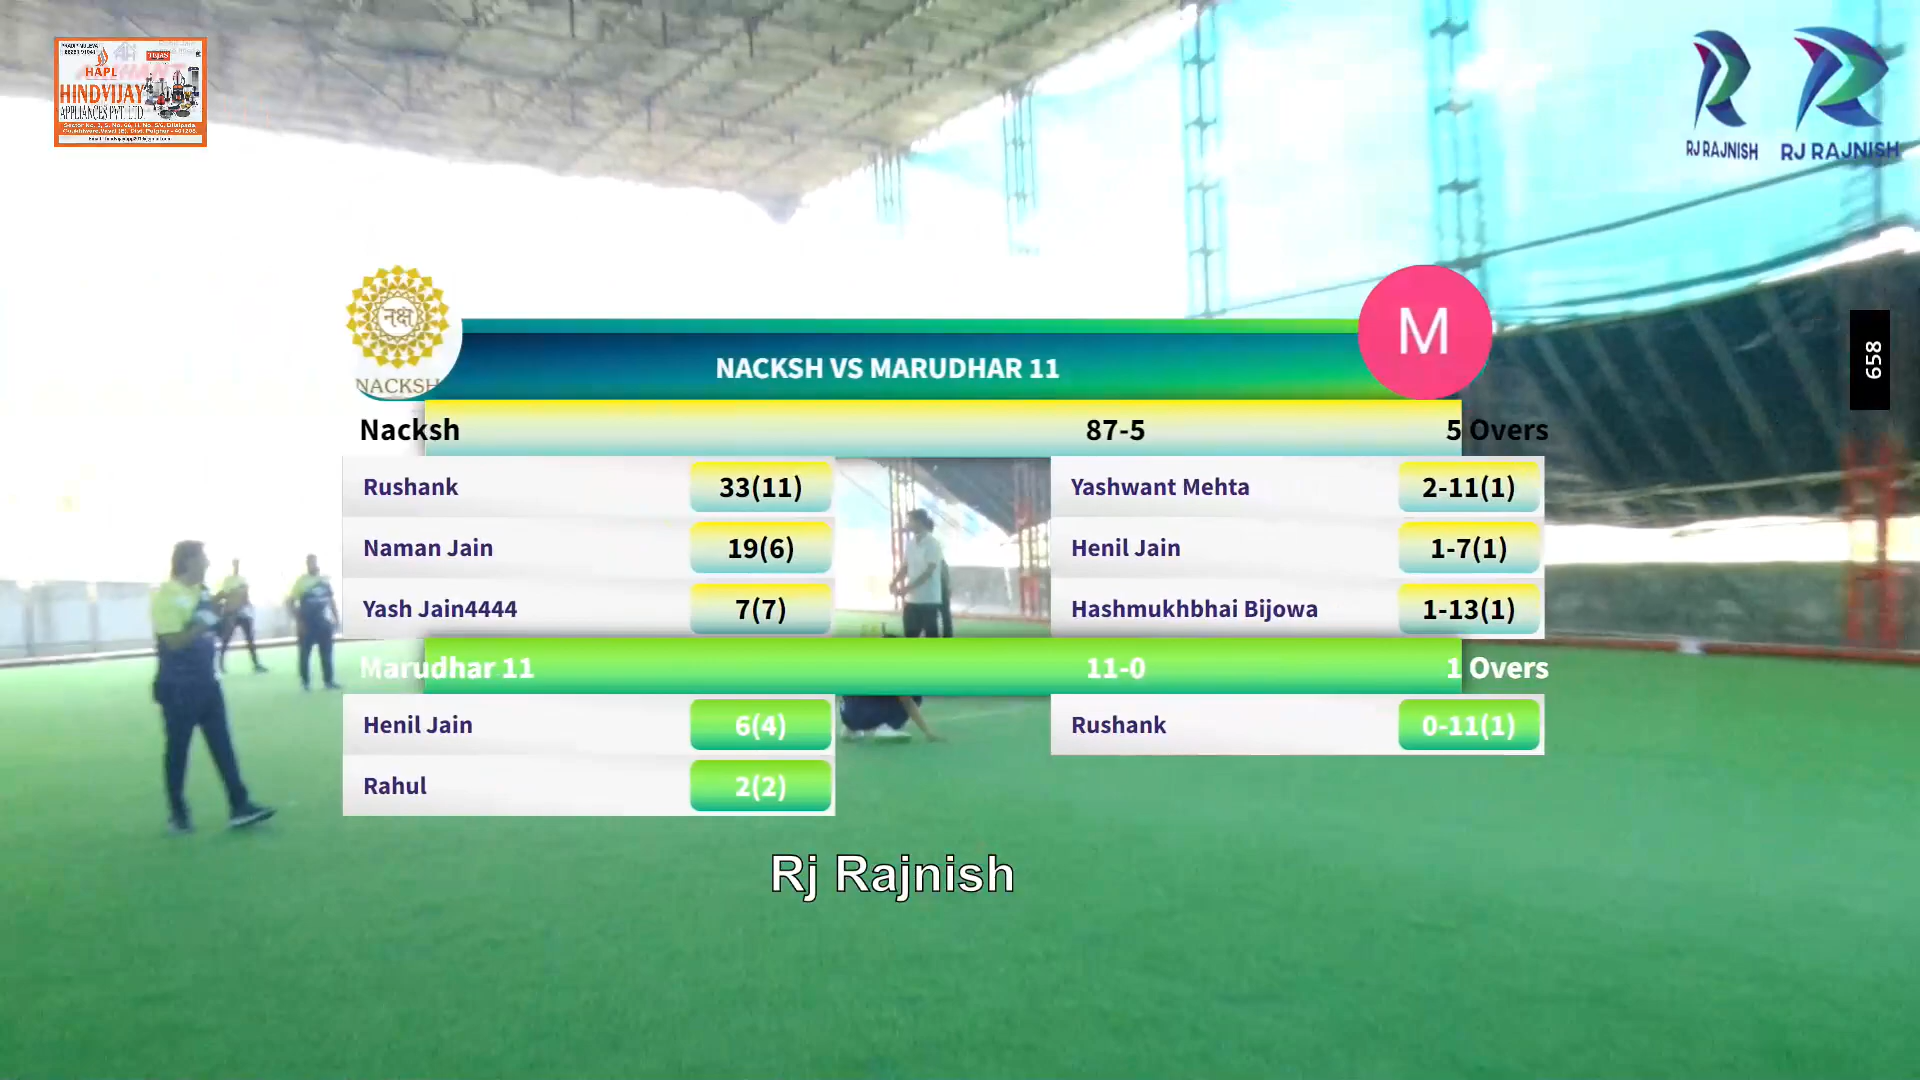 HAPL
HINDVIJAY
APPLIANCES PVT. LTD
RJ RAJNISH
RJ RAJNISH
नक्ष
NACKSH
M
NACKSH VS MARUDHAR 11
658
Nacksh 87-5 5 Overs
Rushank 33(11) Yashwant Mehta 2-11(1)
Naman Jain 19(6) Henil Jain 1-7(1)
Yash Jain4444 7(7) Hashmukhbhai Bijowa 1-13(1)
Marudhar 11 11-0 1 Overs
Henil Jain 6(4) Rushank 0-11(1)
Rahul 2(2)
Rj Rajnish